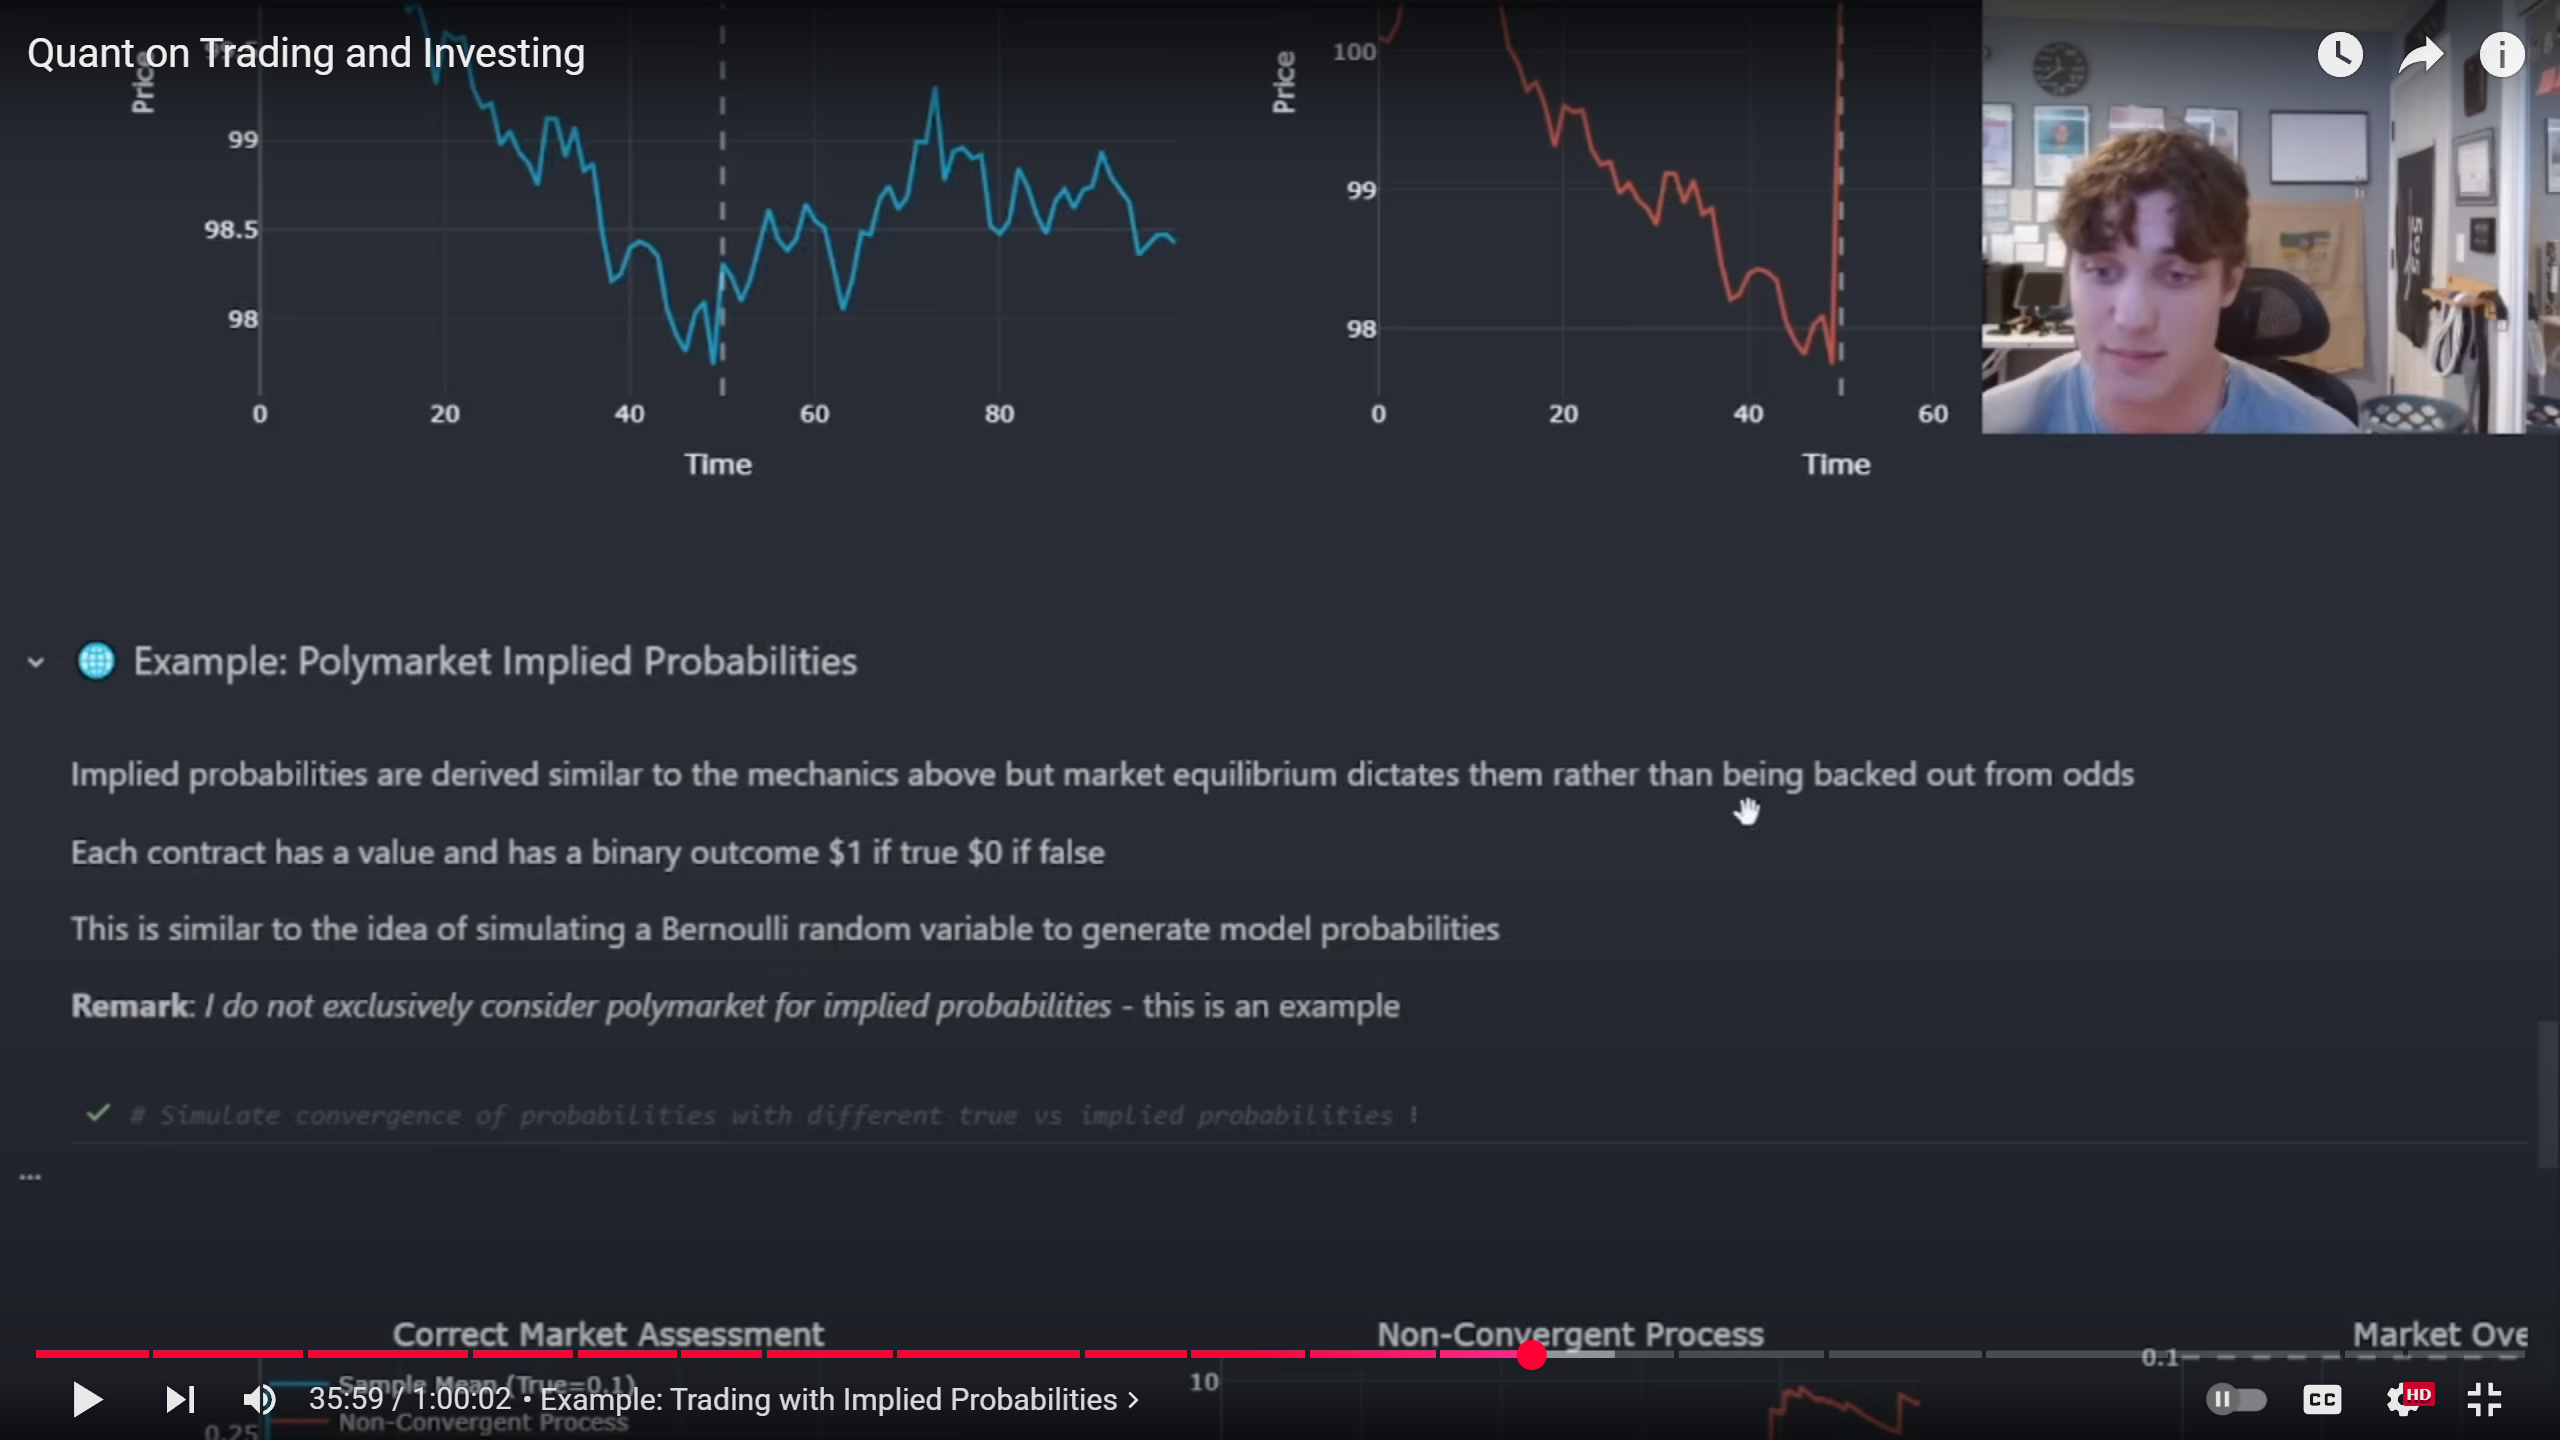 Quant on Trading and Investing
99.5
100
Price
Price
99
99
98.5
98
98
0 20 40 60 80
0 20 40 60
Time
Time
Example: Polymarket Implied Probabilities
Implied probabilities are derived similar to the mechanics above but market equilibrium dictates them rather than being backed out from odds
Each contract has a value and has a binary outcome $1 if true $0 if false
This is similar to the idea of simulating a Bernoulli random variable to generate model probabilities
Remark: I do not exclusively consider polymarket for implied probabilities - this is an example
# Simulate convergence of probabilities with different true vs implied probabilities
...
Correct Market Assessment
Non-Convergent Process
Market Ove
0.1
Sample Mean (True=0.1)
10
35:59 / 1:00:02 • Example: Trading with Implied Probabilities >
CC
HD
Non-Convergent Process
0.25